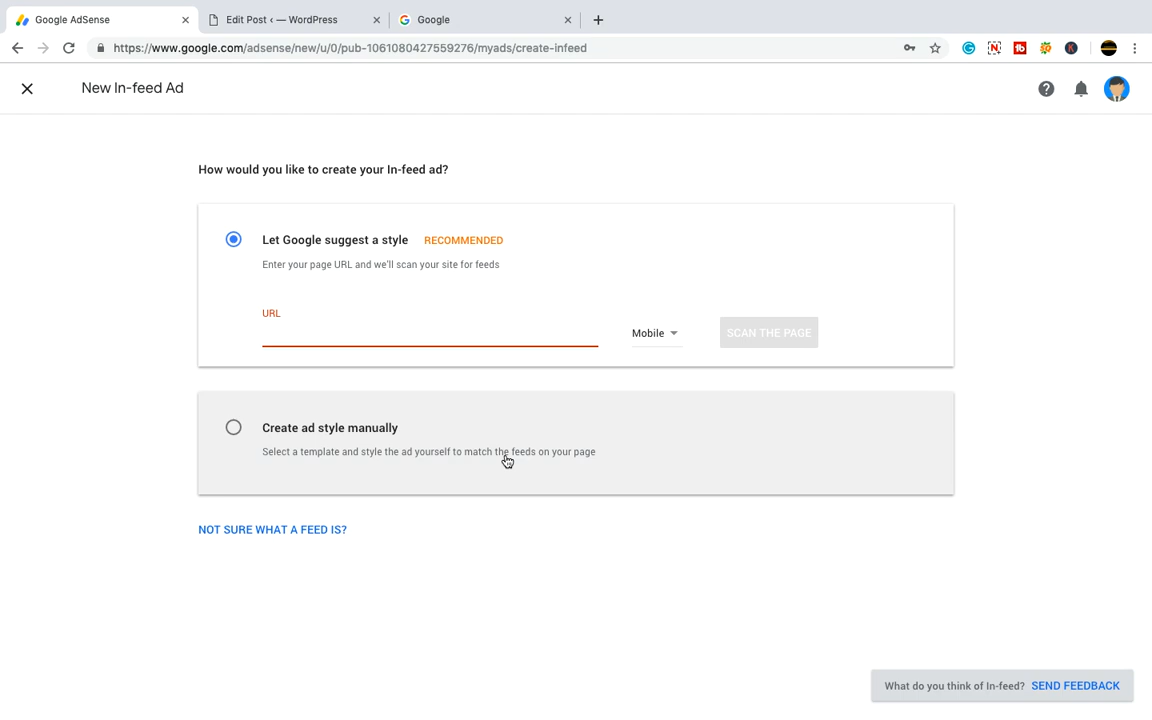 Google AdSense
Edit Post ‹ — WordPress
Google
https://www.google.com/adsense/new/u/0/pub-1061080427559276/myads/create-infeed
New In-feed Ad
How would you like to create your In-feed ad?
Let Google suggest a style RECOMMENDED
Enter your page URL and we'll scan your site for feeds
URL
Mobile
SCAN THE PAGE
Create ad style manually
Select a template and style the ad yourself to match the feeds on your page
NOT SURE WHAT A FEED IS?
What do you think of In-feed? SEND FEEDBACK